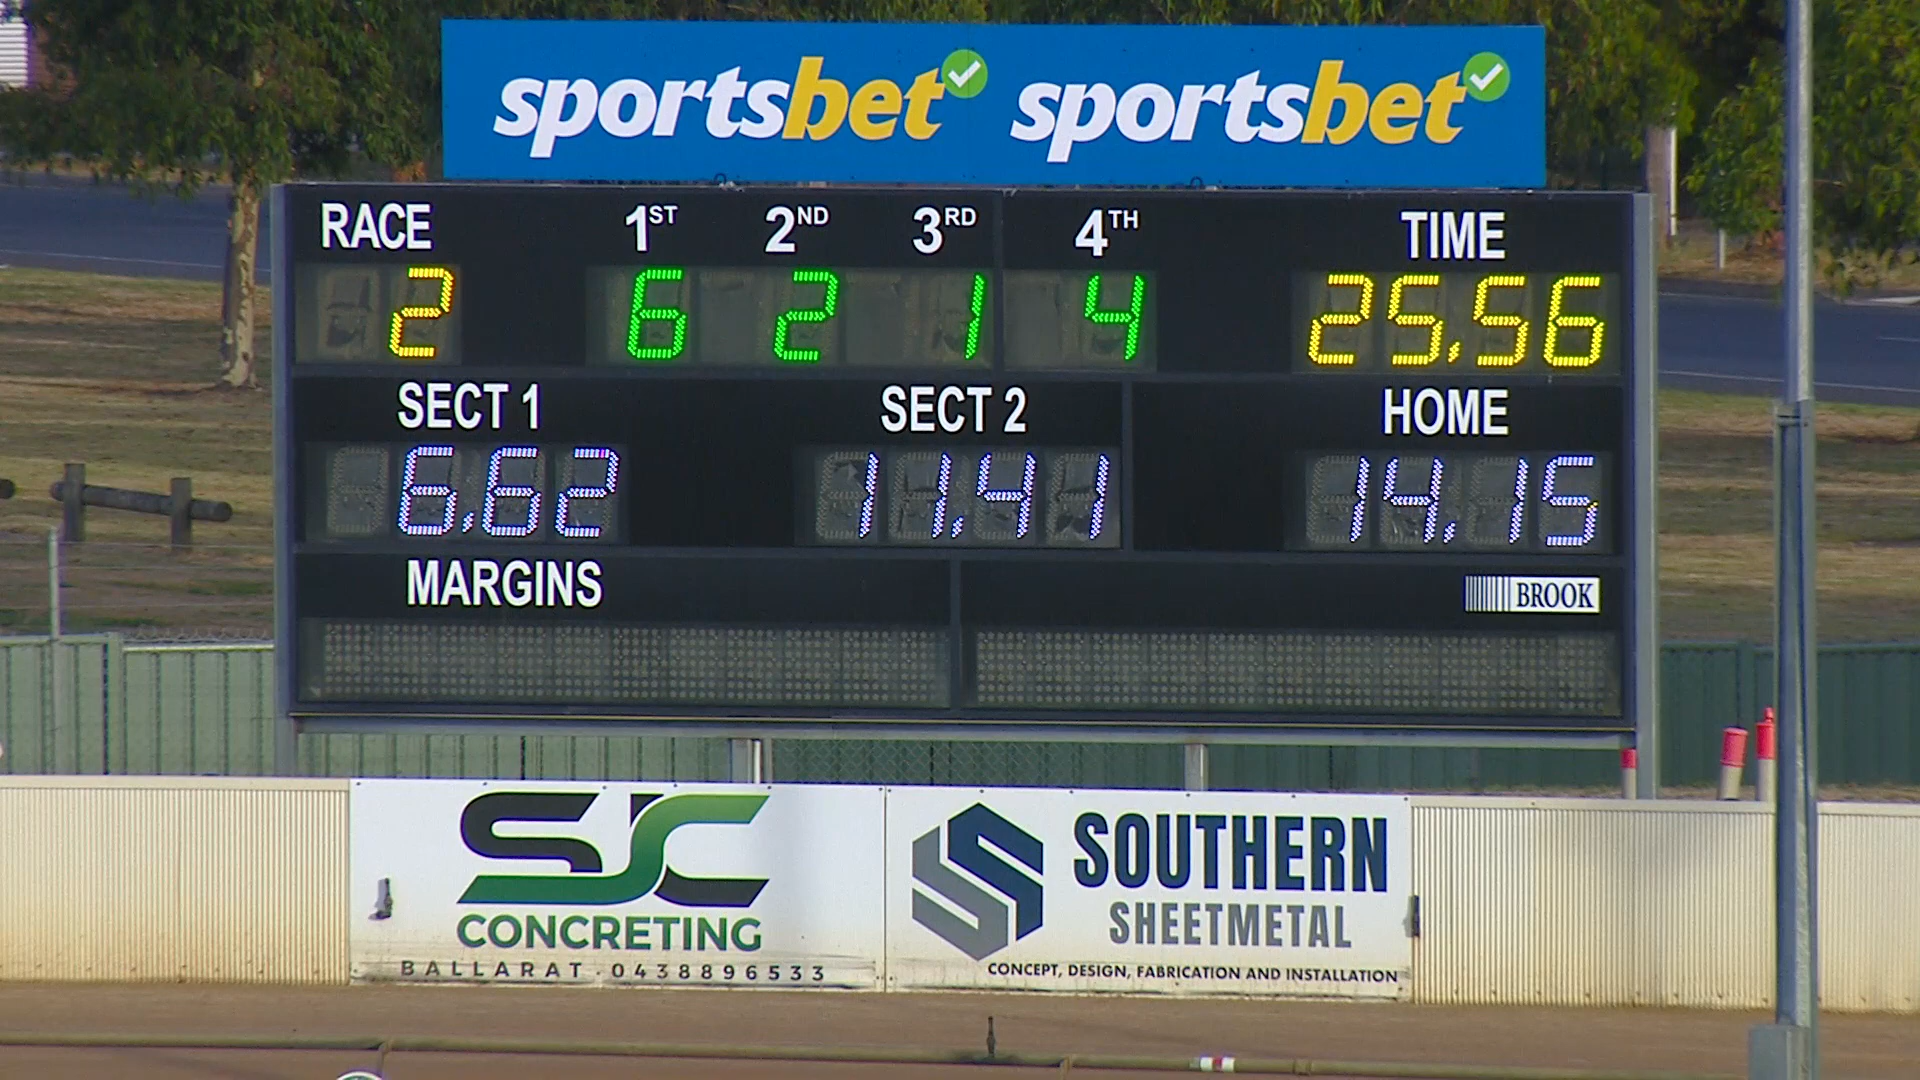 sportsbet sportsbet
RACE 1ST 2ND 3RD 4TH TIME
2 6 2 1 4 25.56
SECT 1 SECT 2 HOME
6.62 11.41 14.15
MARGINS
BROOK
SJC
CONCRETING
BALLARAT . 0438896533
SOUTHERN
SHEETMETAL
CONCEPT, DESIGN, FABRICATION AND INSTALLATION